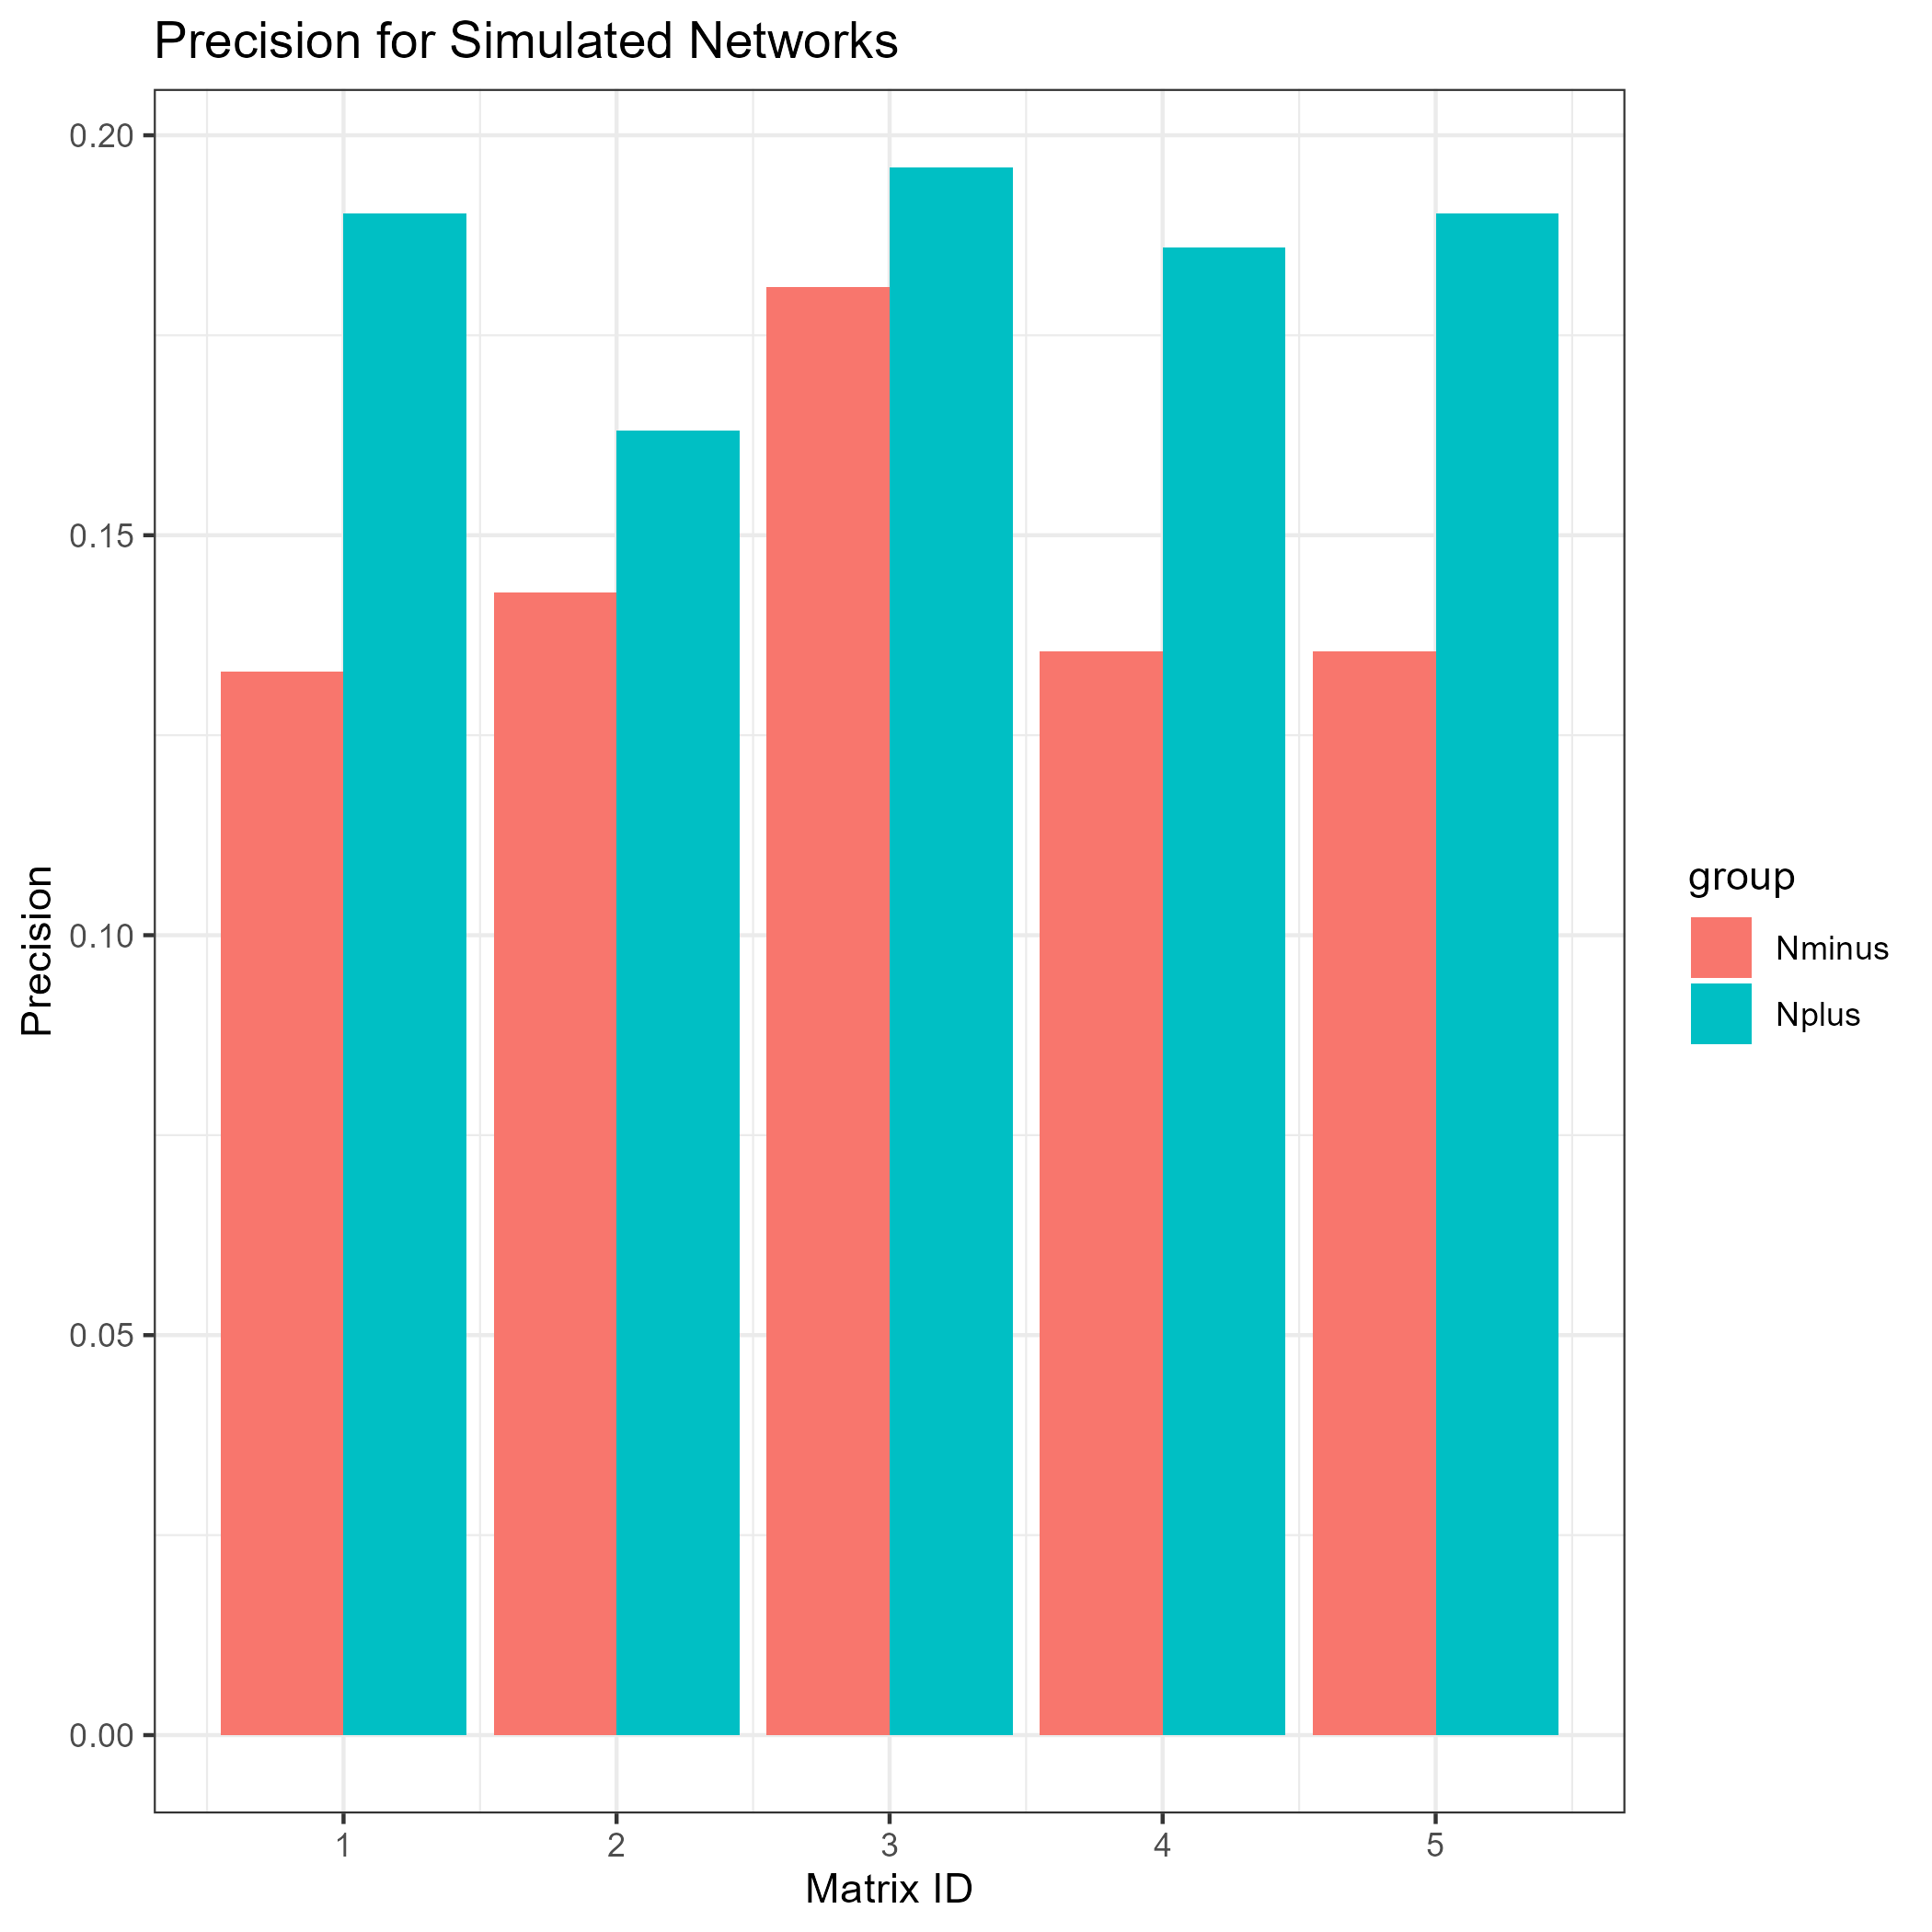 Precision for Simulated Networks
0.20
0.15
0.10
0.05
0.00
Precision
1 2 3 4 5
Matrix ID
group
Nminus
Nplus